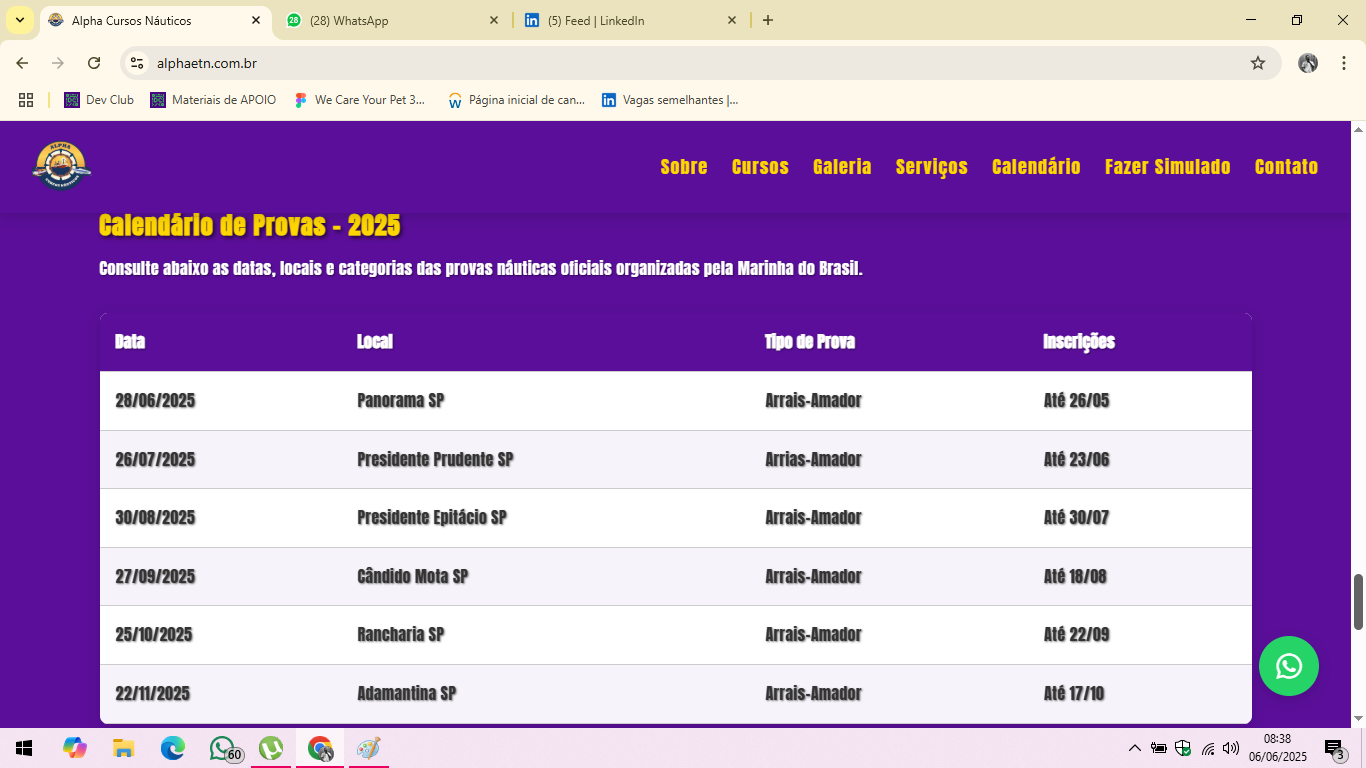 Alpha Cursos Náuticos
(28) WhatsApp
(5) Feed | LinkedIn
alphaetn.com.br
Dev Club
Materiais de APOIO
We Care Your Pet 3...
Página inicial de can...
Vagas semelhantes |...
ALPHA
CURSOS NÁUTICOS
Sobre Cursos Galeria Serviços Calendário Fazer Simulado Contato
Calendário de Provas - 2025
Consulte abaixo as datas, locais e categorias das provas náuticas oficiais organizadas pela Marinha do Brasil.
Data Local Tipo de Prova Inscrições
28/06/2025 Panorama SP Arrais-Amador Até 26/05
26/07/2025 Presidente Prudente SP Arrias-Amador Até 23/06
30/08/2025 Presidente Epitácio SP Arrais-Amador Até 30/07
27/09/2025 Cândido Mota SP Arrais-Amador Até 18/08
25/10/2025 Rancharia SP Arrais-Amador Até 22/09
22/11/2025 Adamantina SP Arrais-Amador Até 17/10
60
08:38
06/06/2025
3